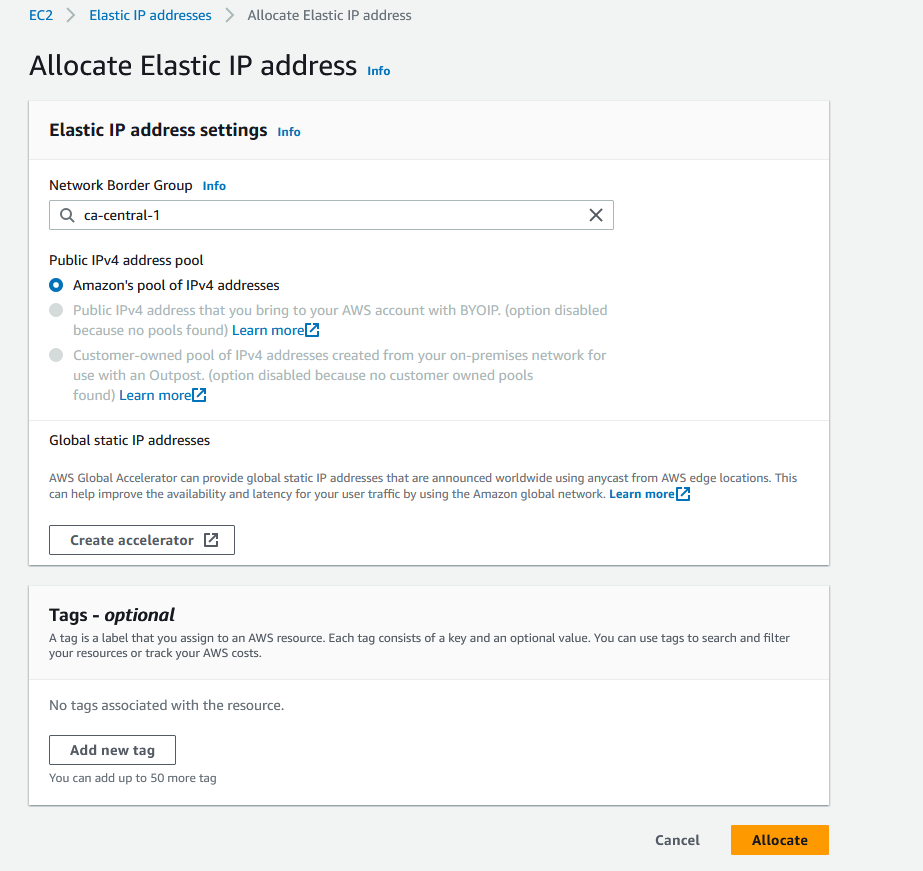 EC2 > Elastic IP addresses > Allocate Elastic IP address
Allocate Elastic IP address Info
Elastic IP address settings Info
Network Border Group Info
ca-central-1
Public IPv4 address pool
Amazon's pool of IPv4 addresses
Public IPv4 address that you bring to your AWS account with BYOIP. (option disabled
because no pools found) Learn more
Customer-owned pool of IPv4 addresses created from your on-premises network for
use with an Outpost. (option disabled because no customer owned pools
found) Learn more
Global static IP addresses
AWS Global Accelerator can provide global static IP addresses that are announced worldwide using anycast from AWS edge locations. This
can help improve the availability and latency for your user traffic by using the Amazon global network. Learn more
Create accelerator
Tags - optional
A tag is a label that you assign to an AWS resource. Each tag consists of a key and an optional value. You can use tags to search and filter
your resources or track your AWS costs.
No tags associated with the resource.
Add new tag
You can add up to 50 more tag
Cancel Allocate